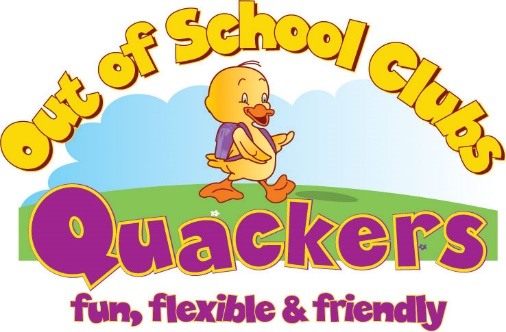 Out of School Clubs
Quackers
fun, flexible & friendly